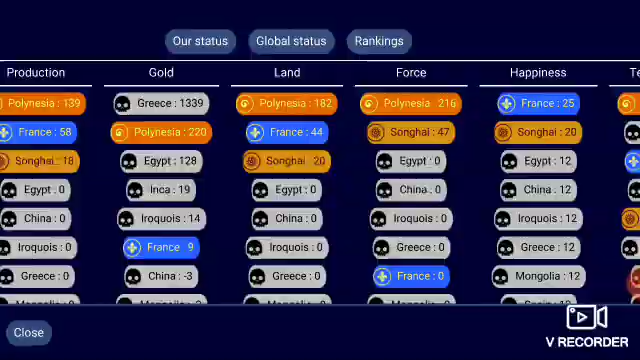 Our status Global status Rankings
Production Gold Land Force Happiness
Polynesia : 139 Greece : 1339 Polynesia : 182 Polynesia : 216 France : 25
France : 58 Polynesia : 220 France : 44 Songhai : 47 Songhai : 20
Songhai : 18 Egypt : 128 Songhai : 20 Egypt : 0 Egypt : 12
Egypt : 0 Inca : 19 Egypt : 0 China : 0 China : 12
China : 0 Iroquois : 14 China : 0 Iroquois : 0 Iroquois : 12
Iroquois : 0 France 9 Iroquois : 0 Greece : 0 Greece : 12
Greece : 0 China : -3 Greece : 0 France : 0 Mongolia : 12
Close
V RECORDER